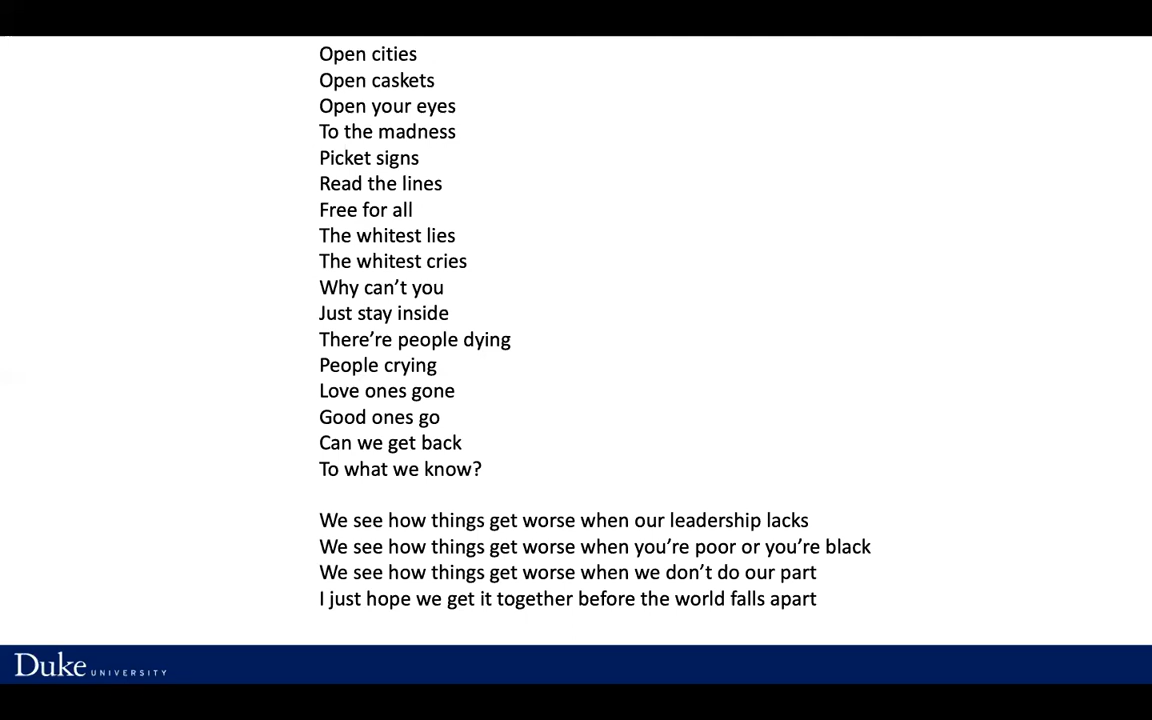 Open cities
Open caskets
Open your eyes
To the madness
Picket signs
Read the lines
Free for all
The whitest lies
The whitest cries
Why can’t you
Just stay inside
There’re people dying
People crying
Love ones gone
Good ones go
Can we get back
To what we know?
We see how things get worse when our leadership lacks
We see how things get worse when you’re poor or you’re black
We see how things get worse when we don’t do our part
I just hope we get it together before the world falls apart
Duke UNIVERSITY